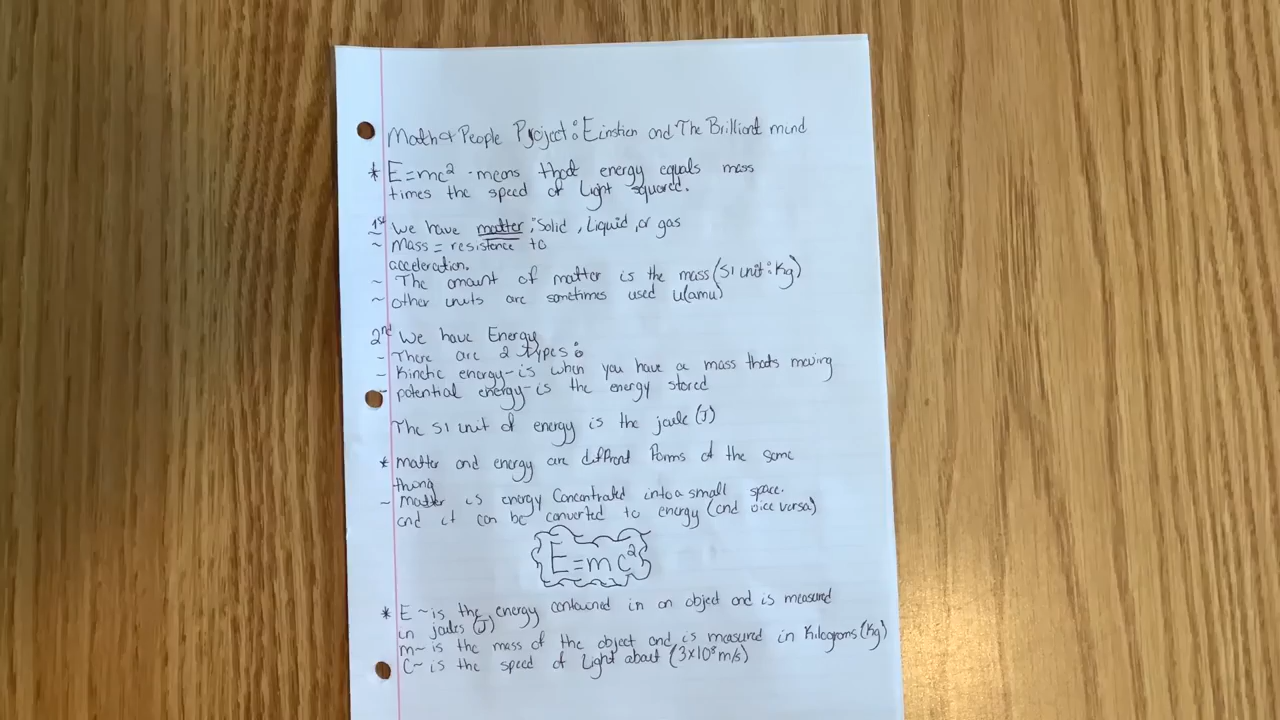 Math & People Project: Einstien and The Brilliant mind
* E=mc² - means that energy equals mass
times the speed of Light squared.
1st We have matter; Solid, Liquid, or gas
~ Mass = resistence to
acceleration.
~ The amount of matter is the mass (SI unit: Kg)
~ other units are sometimes used u(amu)
2nd We have Energy
- There are 2 types:
- Kinetic energy - is when you have a mass thats moving
- potential energy - is the energy stored
The SI unit of energy is the joule (J)
* matter and energy are diffrent forms of the same
thing
- Matter is energy Concentrated into a small space.
and it can be converted to energy (and vice versa)
E=mc²
* E ~ is the energy contained in an object and is measured
in joules (J)
m ~ is the mass of the object and is measured in Kilograms (Kg)
C ~ is the speed of Light about (3x10⁸ m/s)